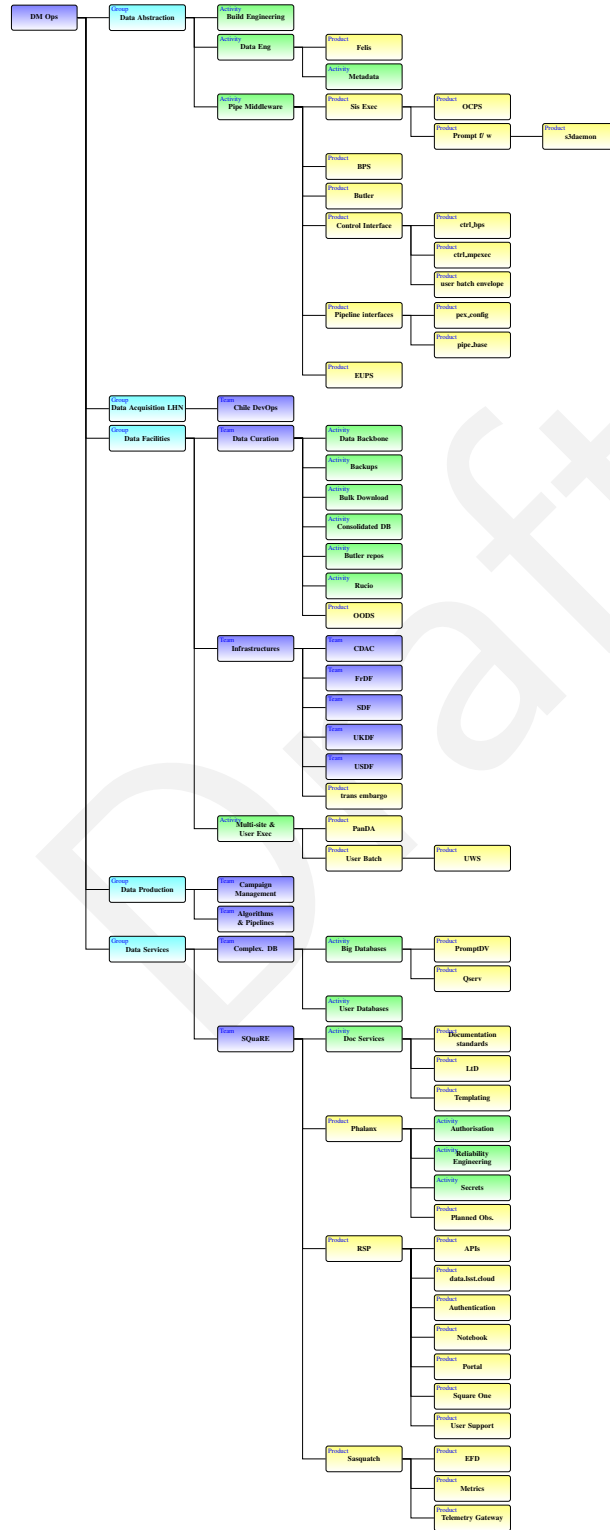 DM Ops
Group
Data Abstraction
Activity
Build Engineering
Activity
Data Eng
Product
Felis
Activity
Metadata
Activity
Pipe Middleware
Product
Sis Exec
Product
OCPS
Product
Prompt f/ w
Product
s3daemon
Product
BPS
Product
Butler
Product
Control Interface
Product
ctrl_bps
Product
ctrl_mpexec
Product
user batch envelope
Product
Pipeline interfaces
Product
pex_config
Product
pipe_base
Product
EUPS
Group
Data Acquisition LHN
Team
Chile DevOps
Group
Data Facilities
Team
Data Curation
Activity
Data Backbone
Activity
Backups
Activity
Bulk Download
Activity
Consolidated DB
Activity
Butler repos
Activity
Rucio
Product
OODS
Team
Infrastructures
Team
CDAC
Team
FrDF
Team
SDF
Team
UKDF
Team
USDF
Product
trans embargo
Activity
Multi-site &
User Exec
Product
PanDA
Product
User Batch
Product
UWS
Group
Data Production
Team
Campaign
Management
Team
Algorithms
& Pipelines
Group
Data Services
Team
Complex. DB
Activity
Big Databases
Product
PromptDV
Product
Qserv
Activity
User Databases
Team
SQuaRE
Activity
Doc Services
Product
Documentation
standards
Product
LtD
Product
Templating
Product
Phalanx
Activity
Authorisation
Activity
Reliability
Engineering
Activity
Secrets
Product
Planned Obs.
Product
RSP
Product
APIs
Product
data.lsst.cloud
Product
Authentication
Product
Notebook
Product
Portal
Product
Square One
Product
User Support
Product
Sasquatch
Product
EFD
Product
Metrics
Product
Telemetry Gateway
Draft